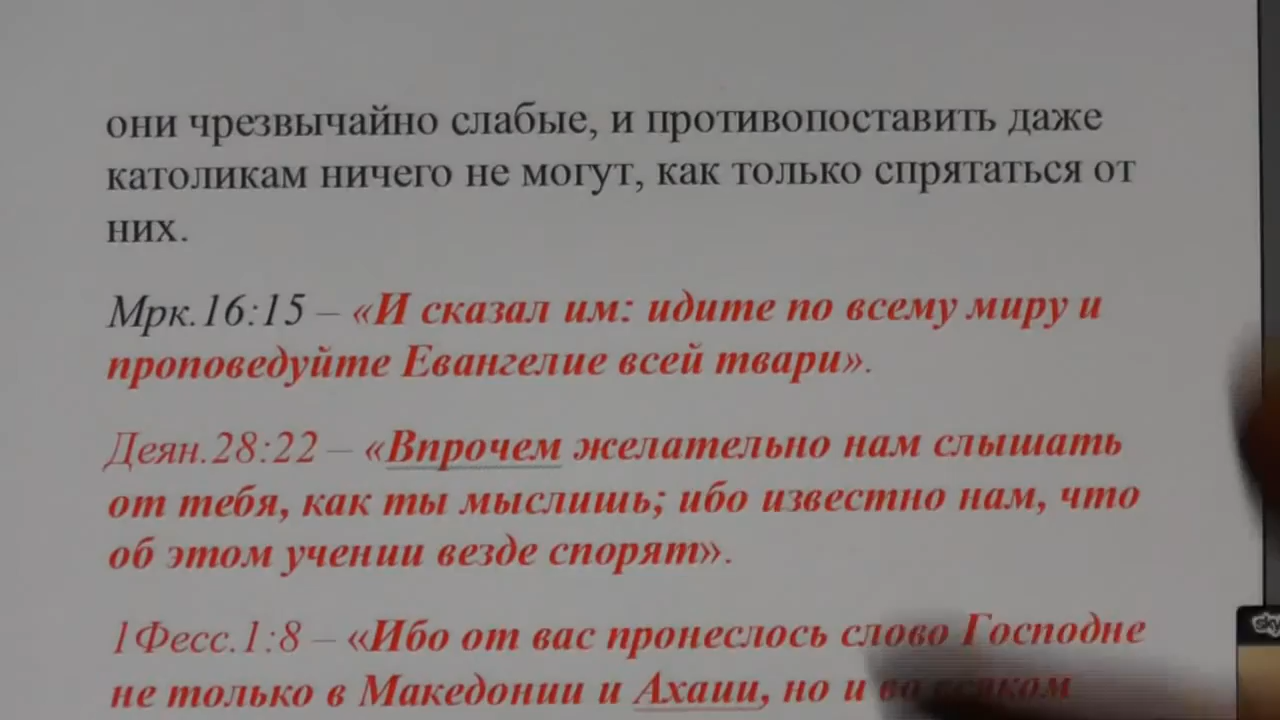 они чрезвычайно слабые, и противопоставить даже
католикам ничего не могут, как только спрятаться от
них.
Мрк.16:15 – «И сказал им: идите по всему миру и
проповедуйте Евангелие всей твари».
Деян.28:22 – «Впрочем желательно нам слышать
от тебя, как ты мыслишь; ибо известно нам, что
об этом учении везде спорят».
1Фесс.1:8 – «Ибо от вас пронеслось слово Господне
не только в Македонии и Ахаии, но и во всяком
sky